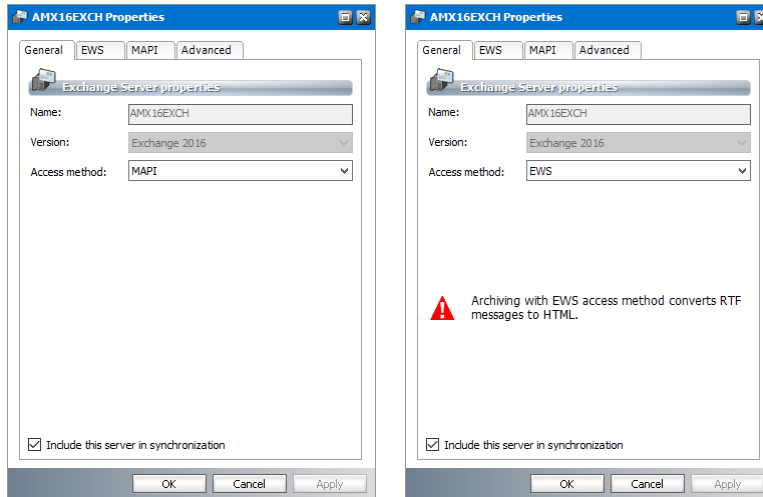 AMX16EXCH Properties
General EWS MAPI Advanced
Exchange Server properties
Name: AMX16EXCH
Version: Exchange 2016
Access method: MAPI
Include this server in synchronization
OK Cancel Apply
AMX16EXCH Properties
General EWS MAPI Advanced
Exchange Server properties
Name: AMX16EXCH
Version: Exchange 2016
Access method: EWS
Archiving with EWS access method converts RTF
messages to HTML.
Include this server in synchronization
OK Cancel Apply